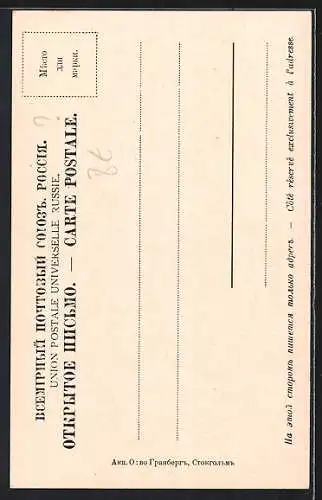 ВСЕМІРНЫЙ ПОЧТОВЫЙ СОЮЗЪ. РОССІЯ.
UNION POSTALE UNIVERSELLE RUSSIE.
ОТКРЫТОЕ ПИСЬМО. — CARTE POSTALE.
Мѣсто
для
марки.
На этой сторонѣ пишется только адресъ. — Côté réservé exclusivement à l'adresse.
Акц. О:во Гранбергъ, Стокгольмъ